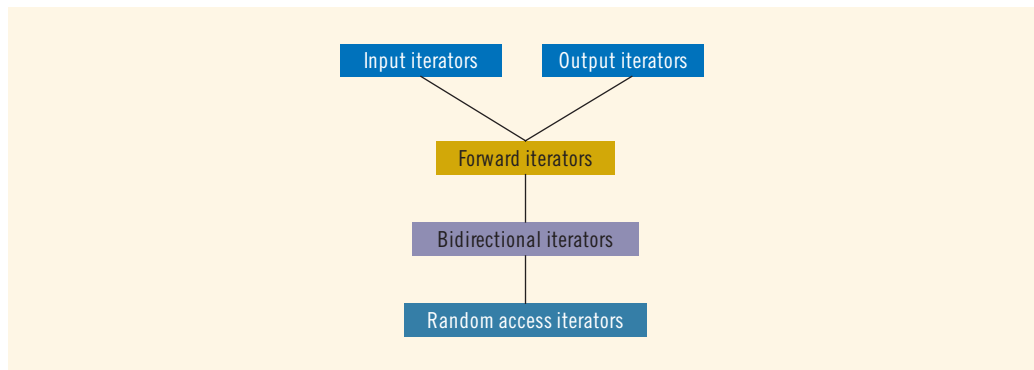 Input iterators
Output iterators
Forward iterators
Bidirectional iterators
Random access iterators